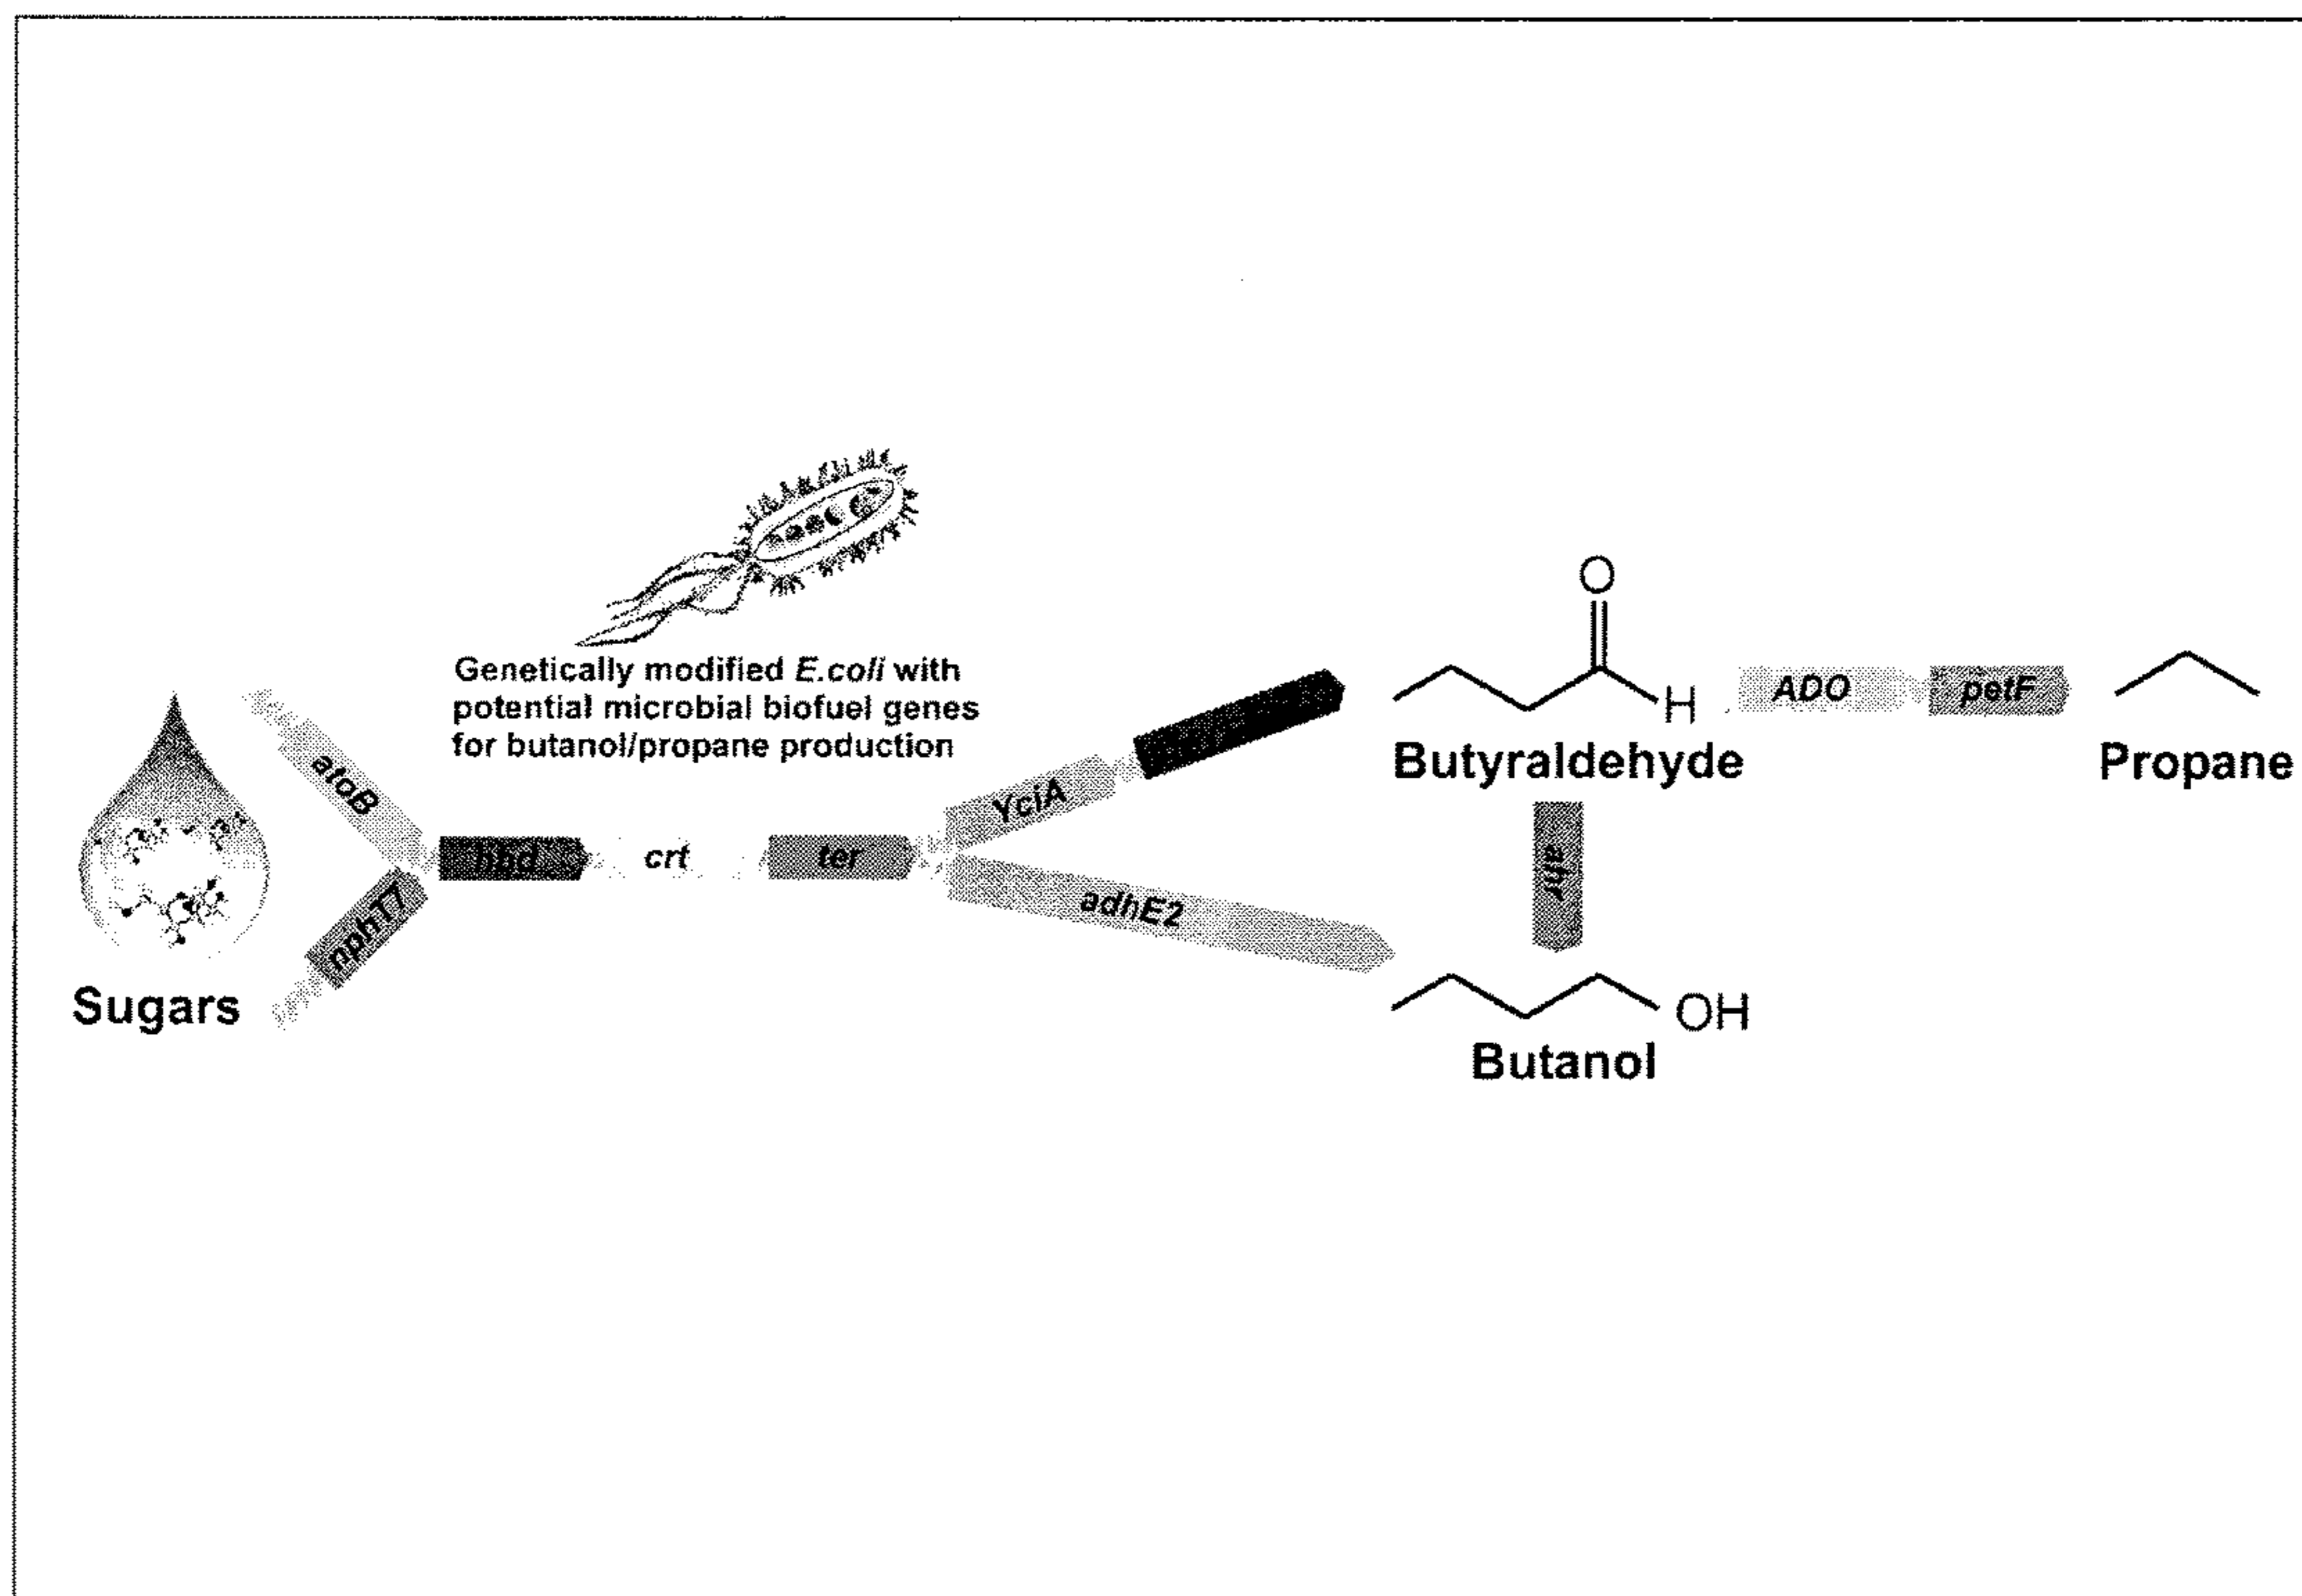 Genetically modified E.coli with
potential microbial biofuel genes
for butanol/propane production
atoB
nphT7
Sugars
hbd
crt
ter
YciA
adhE2
O
H
Butyraldehyde
ADO
petF
Propane
ahr
OH
Butanol